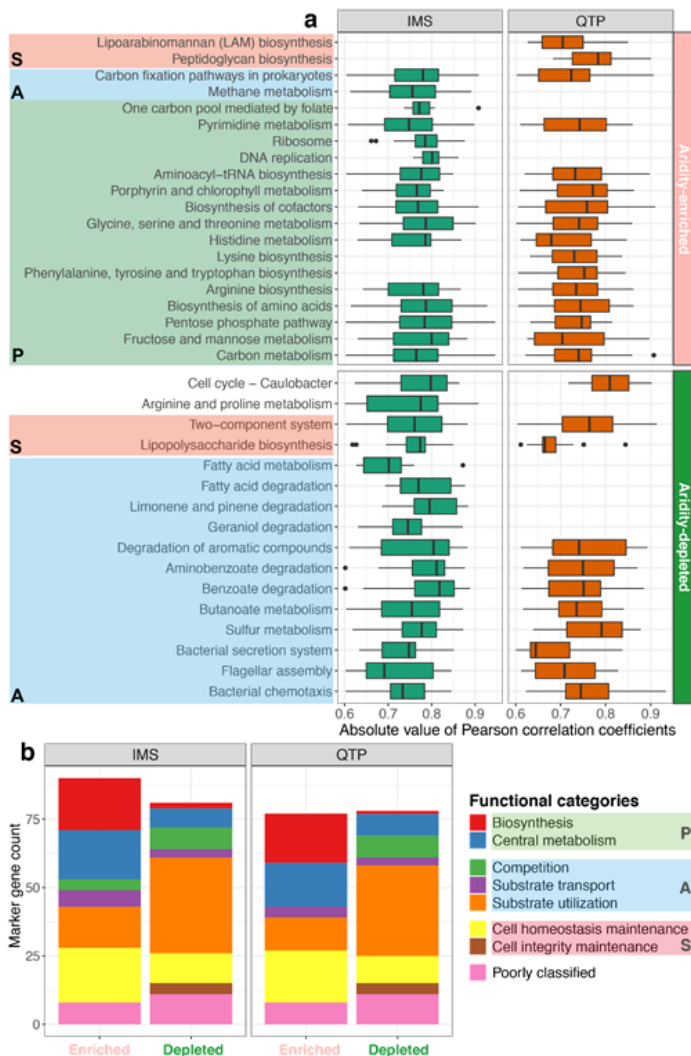 a
IMS QTP
Lipoarabinomannan (LAM) biosynthesis
S Peptidoglycan biosynthesis
Carbon fixation pathways in prokaryotes
A Methane metabolism
One carbon pool mediated by folate
Pyrimidine metabolism
Ribosome
DNA replication
Aminoacyl-tRNA biosynthesis
Porphyrin and chlorophyll metabolism
Biosynthesis of cofactors
Glycine, serine and threonine metabolism
Histidine metabolism
Lysine biosynthesis
Phenylalanine, tyrosine and tryptophan biosynthesis
Arginine biosynthesis
Biosynthesis of amino acids
Pentose phosphate pathway
Fructose and mannose metabolism
P Carbon metabolism
Aridity-enriched
Cell cycle - Caulobacter
Arginine and proline metabolism
Two-component system
S Lipopolysaccharide biosynthesis
Fatty acid metabolism
Fatty acid degradation
Limonene and pinene degradation
Geraniol degradation
Degradation of aromatic compounds
Aminobenzoate degradation
Benzoate degradation
Butanoate metabolism
Sulfur metabolism
Bacterial secretion system
Flagellar assembly
A Bacterial chemotaxis
Aridity-depleted
0.6 0.7 0.8 0.9 0.6 0.7 0.8 0.9
Absolute value of Pearson correlation coefficients
b
IMS QTP
Marker gene count
75
50
25
0
Enriched Depleted Enriched Depleted
Functional categories
Biosynthesis
Central metabolism
P
Competition
Substrate transport
Substrate utilization
A
Cell homeostasis maintenance
Cell integrity maintenance
S
Poorly classified